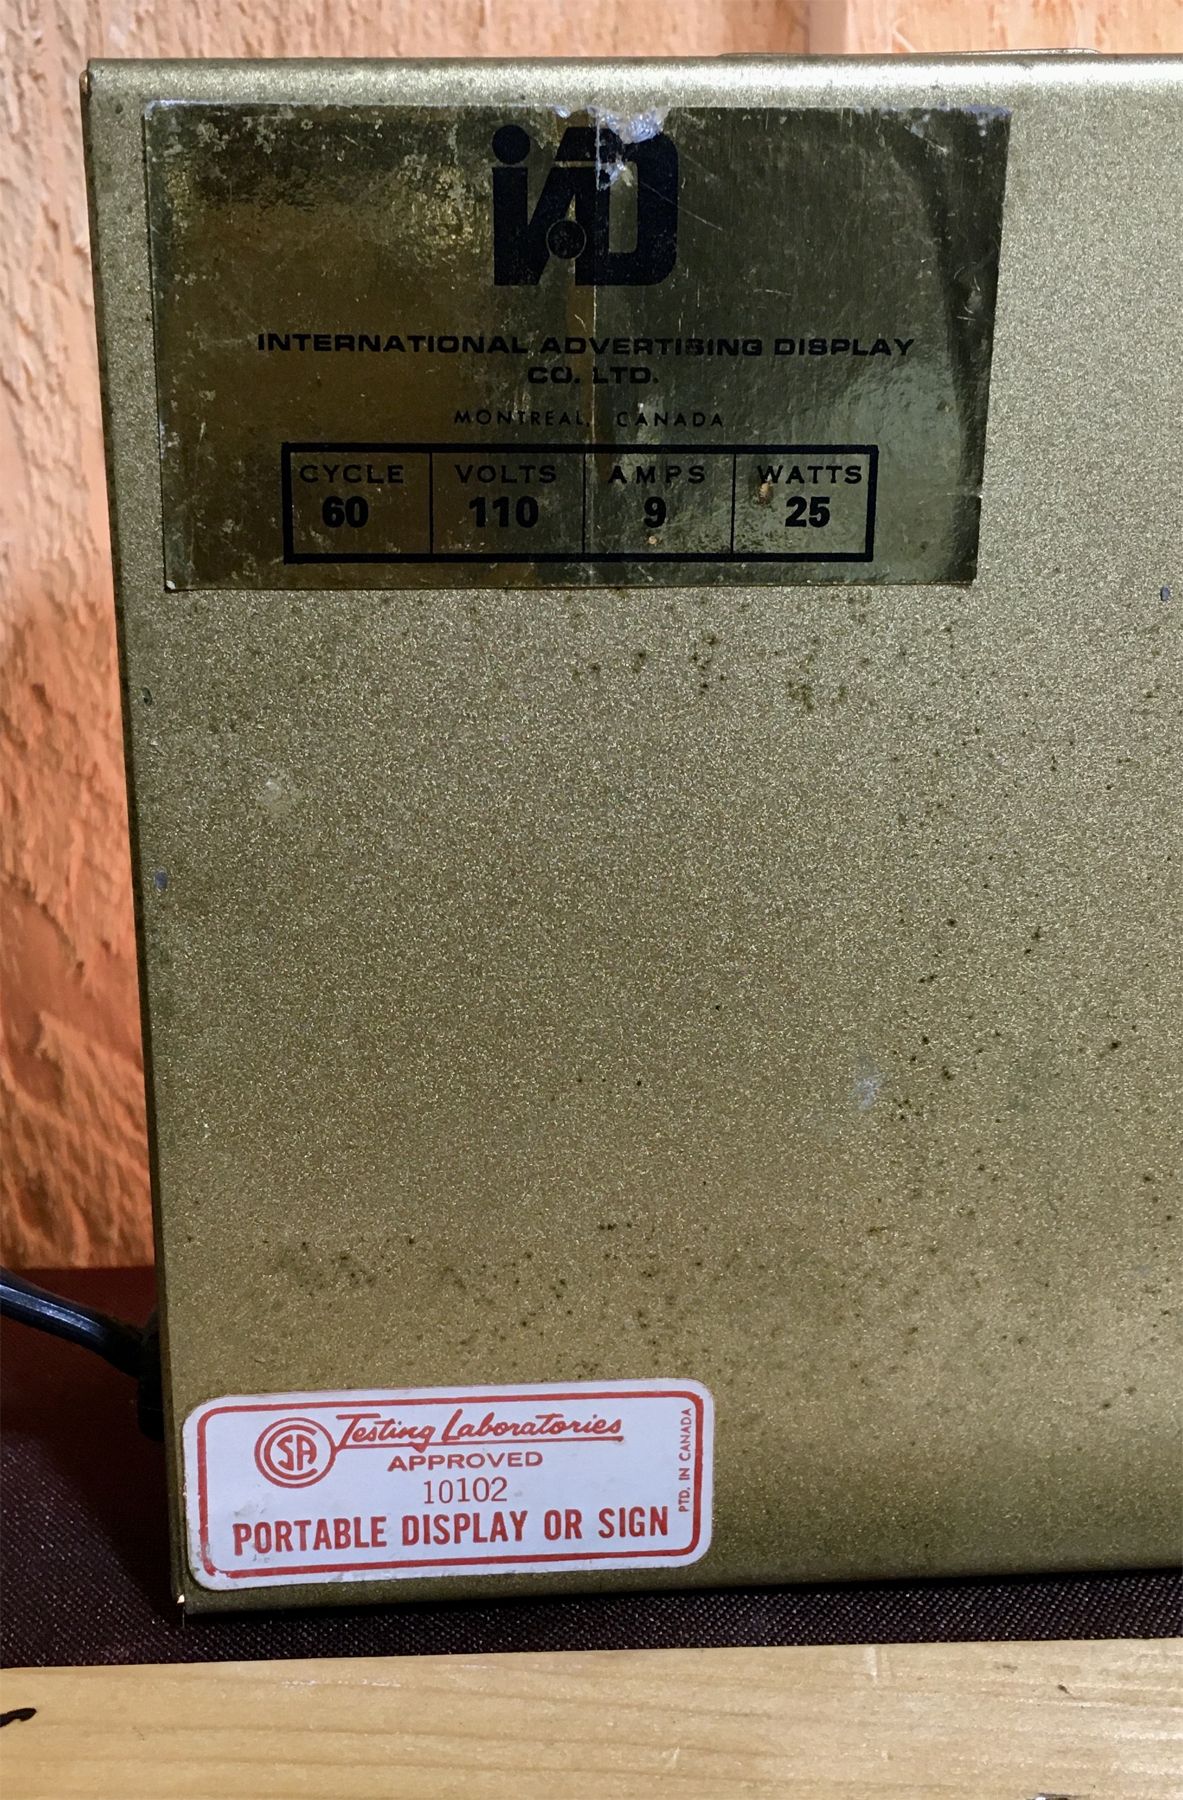 iAD
INTERNATIONAL ADVERTISING DISPLAY
CO. LTD.
MONTREAL, CANADA
CYCLE VOLTS AMPS WATTS
60 110 9 25
CSA Testing Laboratories
APPROVED
10102
PORTABLE DISPLAY OR SIGN
PTD. IN CANADA